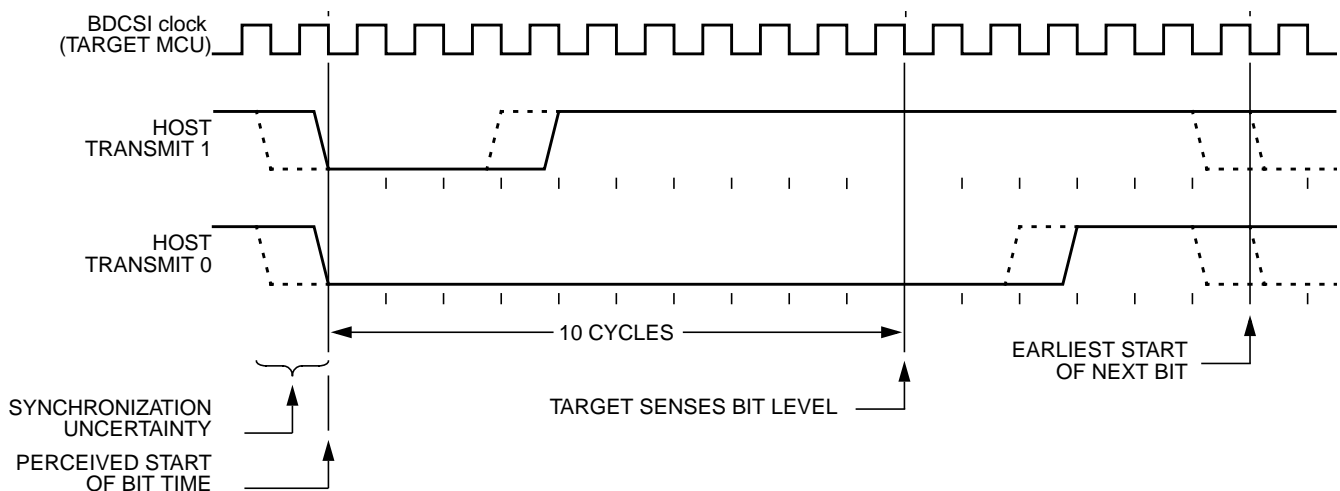 BDCSI clock
(TARGET MCU)
HOST
TRANSMIT 1
HOST
TRANSMIT 0
10 CYCLES
EARLIEST START
OF NEXT BIT
TARGET SENSES BIT LEVEL
SYNCHRONIZATION
UNCERTAINTY
PERCEIVED START
OF BIT TIME